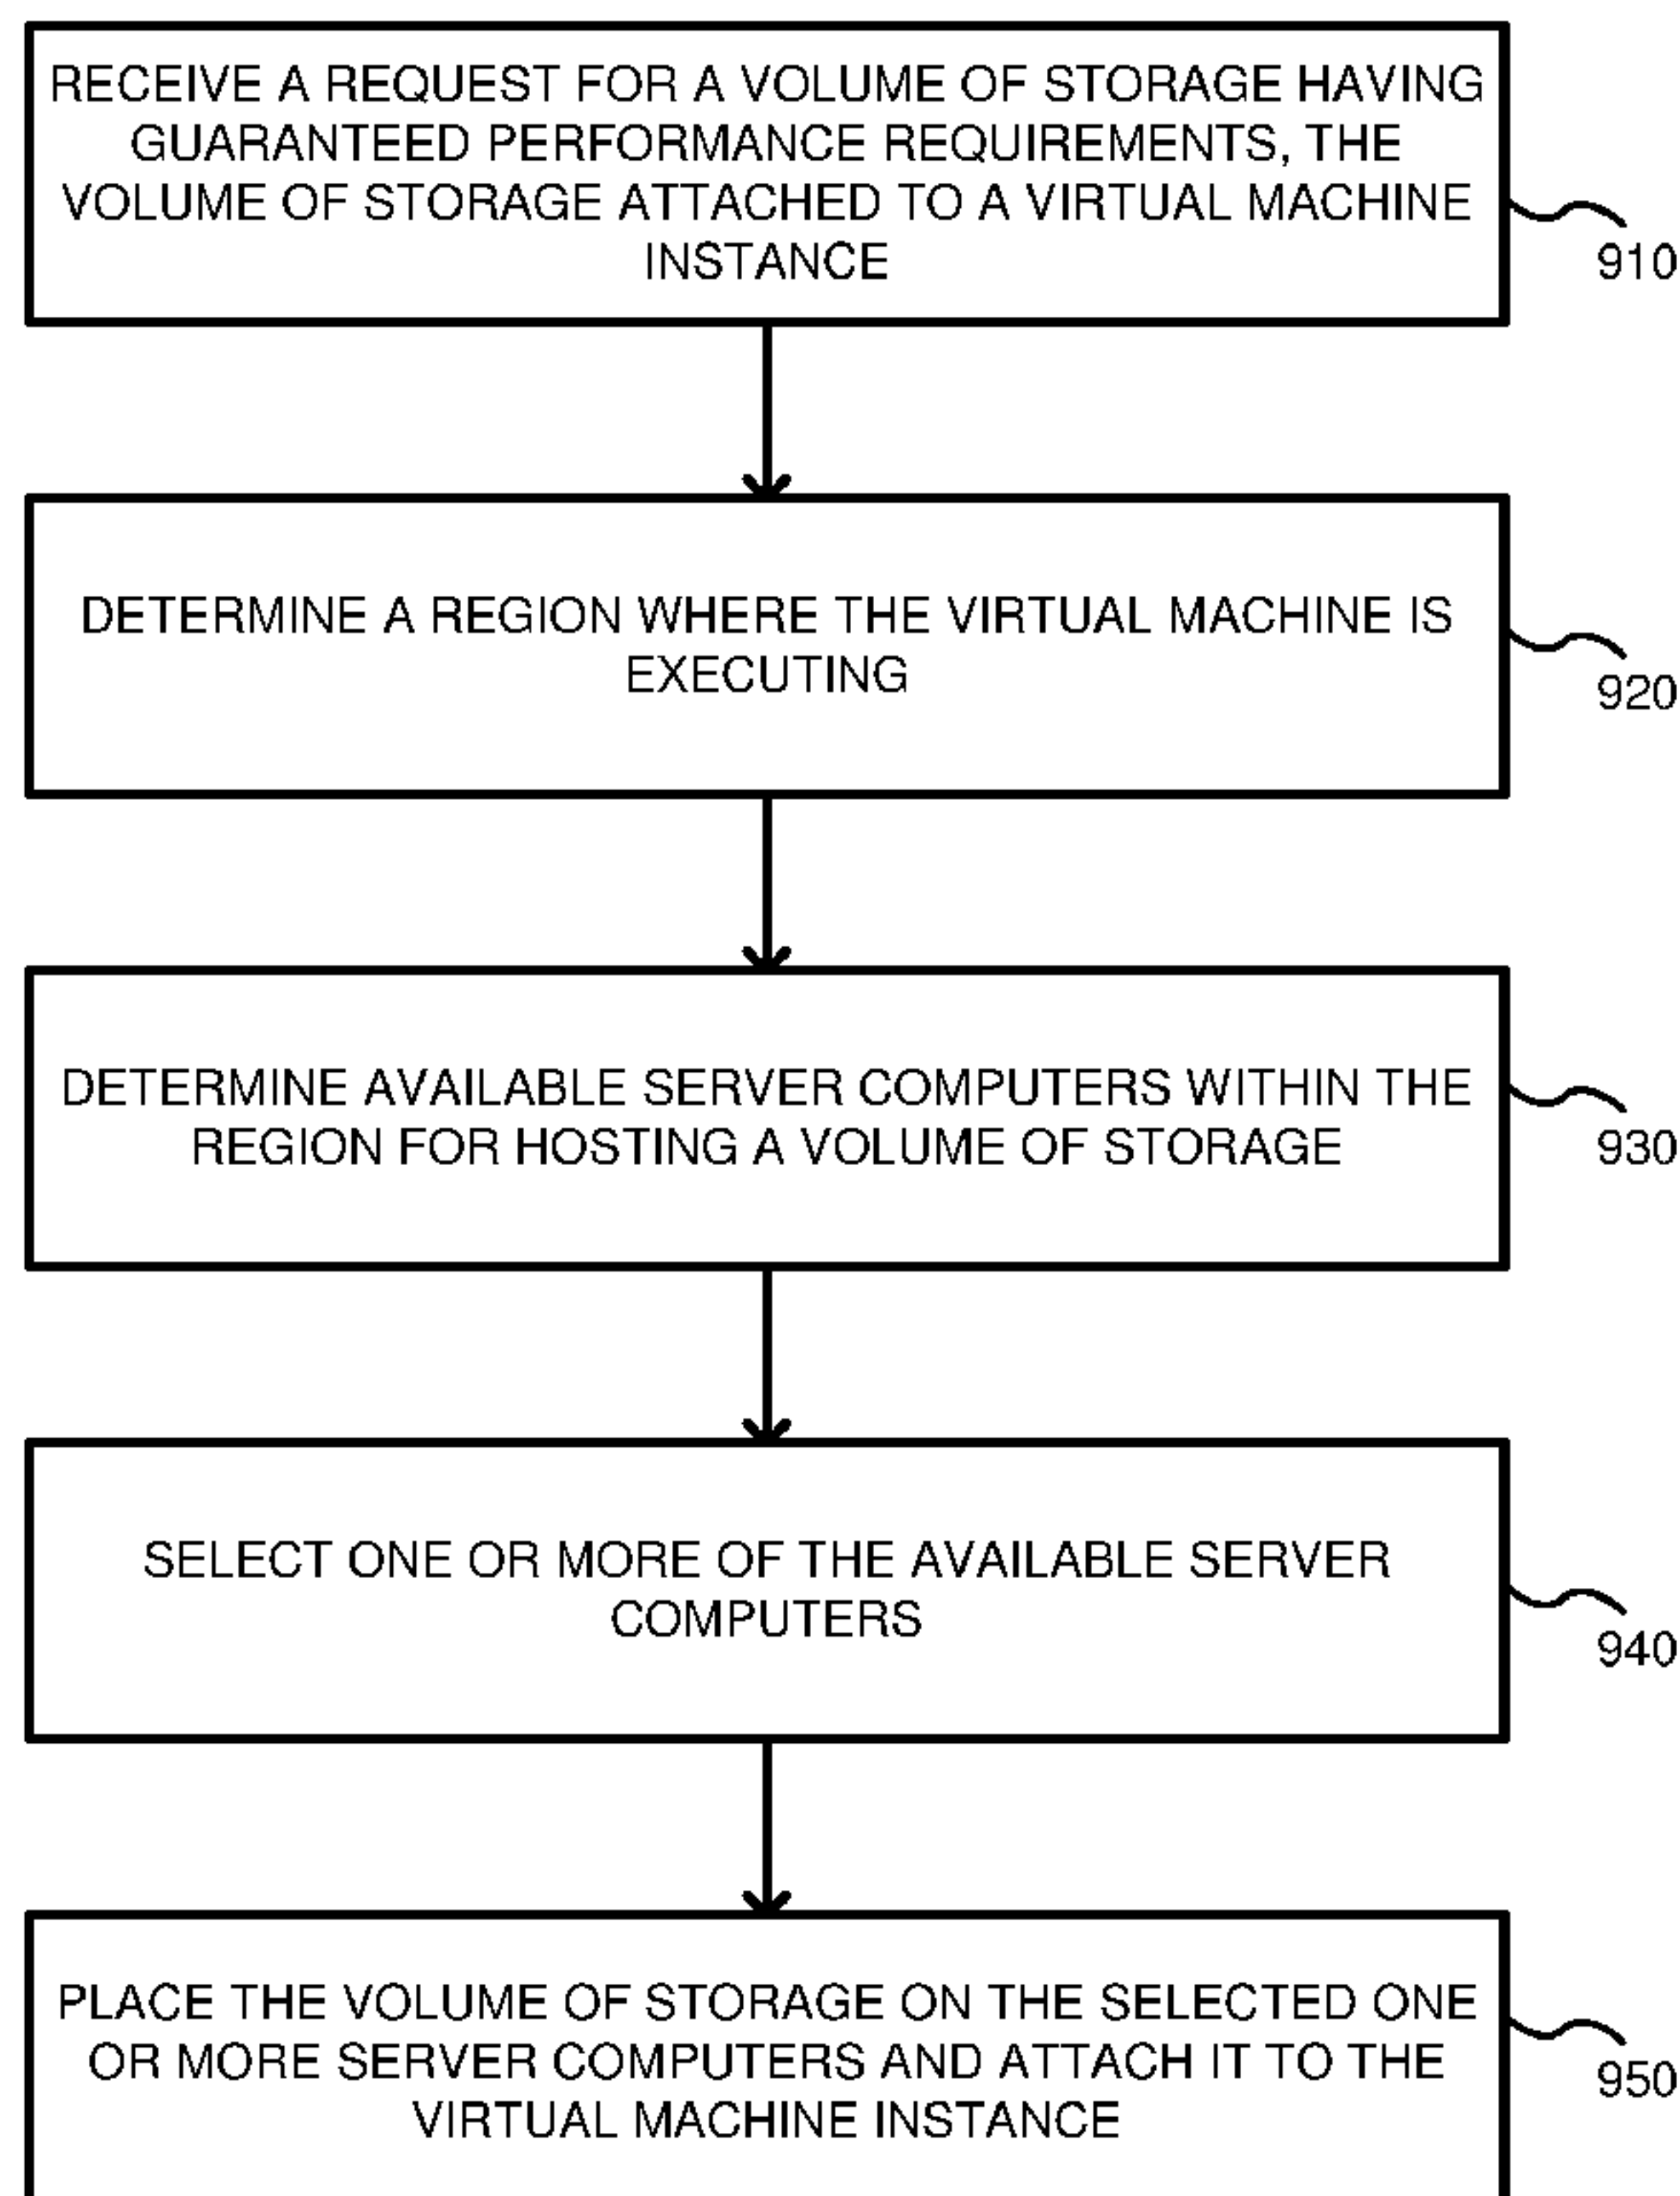 RECEIVE A REQUEST FOR A VOLUME OF STORAGE HAVING
GUARANTEED PERFORMANCE REQUIREMENTS, THE
VOLUME OF STORAGE ATTACHED TO A VIRTUAL MACHINE
INSTANCE
910
DETERMINE A REGION WHERE THE VIRTUAL MACHINE IS
EXECUTING
920
DETERMINE AVAILABLE SERVER COMPUTERS WITHIN THE
REGION FOR HOSTING A VOLUME OF STORAGE
930
SELECT ONE OR MORE OF THE AVAILABLE SERVER
COMPUTERS
940
PLACE THE VOLUME OF STORAGE ON THE SELECTED ONE
OR MORE SERVER COMPUTERS AND ATTACH IT TO THE
VIRTUAL MACHINE INSTANCE
950